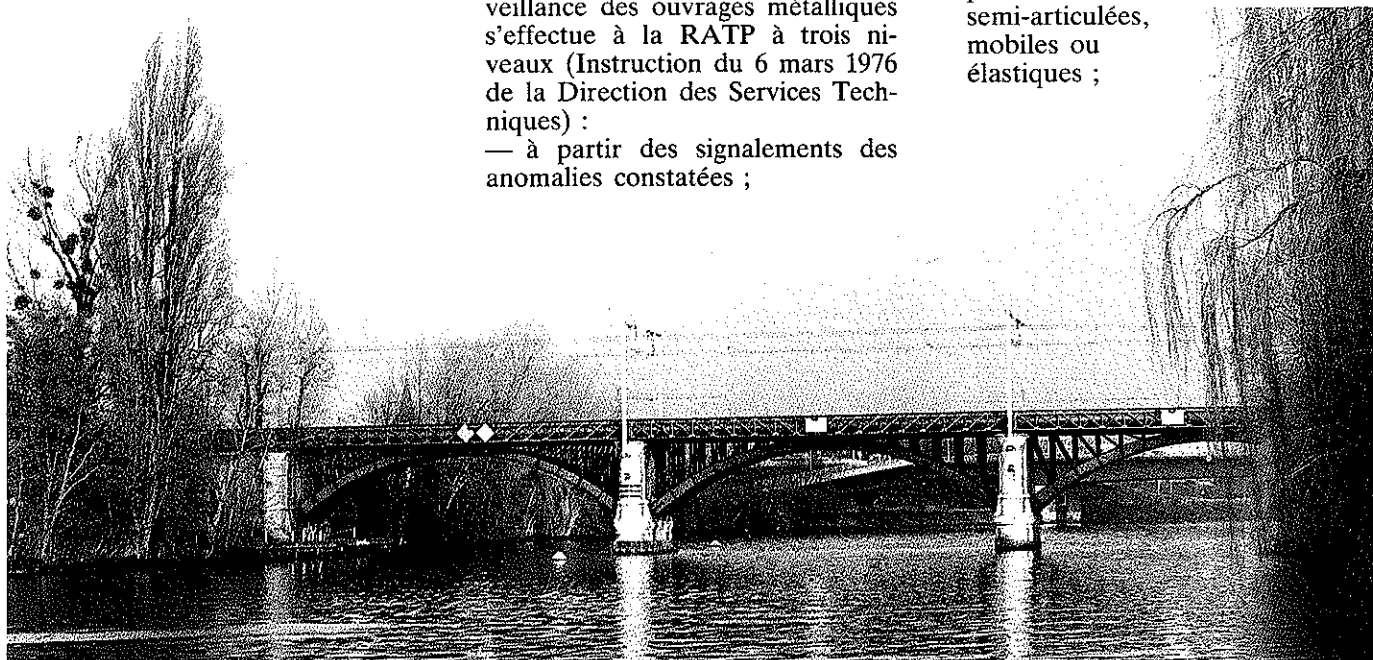 veillance des ouvrages métalliques
s'effectue à la RATP à trois ni-
veaux (Instruction du 6 mars 1976
de la Direction des Services Tech-
niques) :
— à partir des signalements des
anomalies constatées ;
semi-articulées,
mobiles ou
élastiques ;